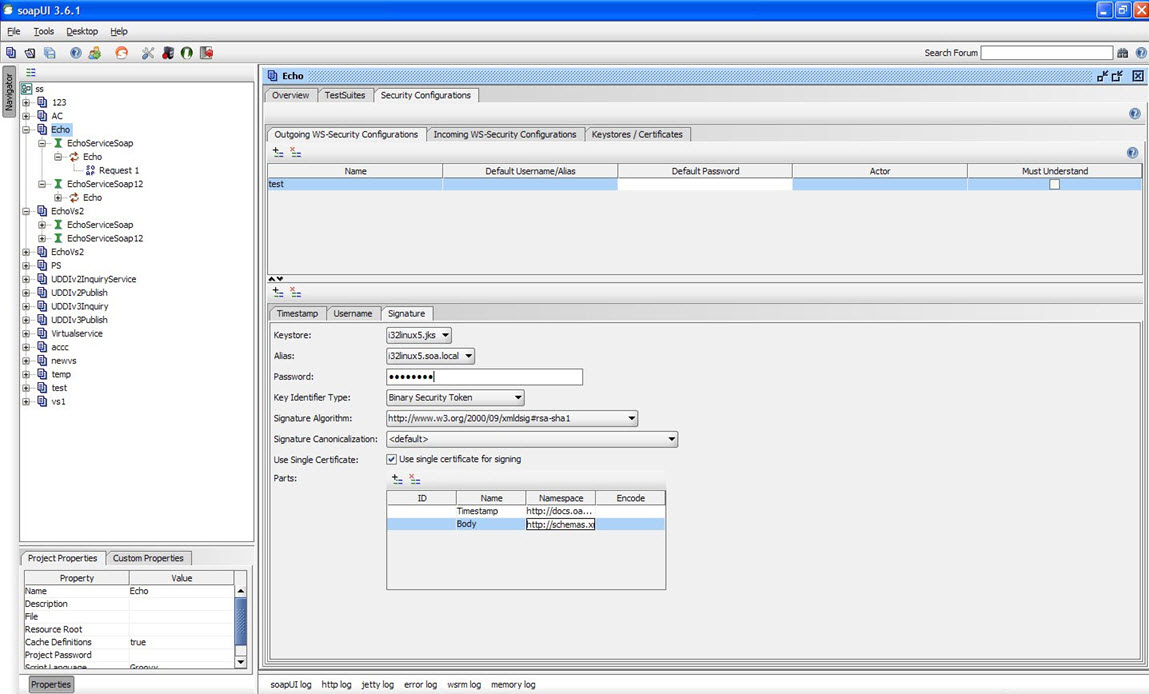 soapUI 3.6.1
File Tools Desktop Help
Search Forum
Navigator
ss
123
AC
Echo
EchoServiceSoap
Echo
Request 1
EchoServiceSoap12
Echo
EchoVs2
EchoServiceSoap
EchoServiceSoap12
EchoVs2
PS
UDDIv2InquiryService
UDDIv2Publish
UDDIv3Inquiry
UDDIv3Publish
Virtualservice
accc
newvs
temp
test
vs1
Project Properties Custom Properties
Property Value
Name Echo
Description
File
Resource Root
Cache Definitions true
Project Password
Script Language Groovy
Properties
Echo
Overview TestSuites Security Configurations
Outgoing WS-Security Configurations Incoming WS-Security Configurations Keystores / Certificates
Name Default Username/Alias Default Password Actor Must Understand
test
Timestamp Username Signature
Keystore: i32linux5.jks
Alias: i32linux5.soa.local
Password: ••••••••
Key Identifier Type: Binary Security Token
Signature Algorithm: http://www.w3.org/2000/09/xmldsig#rsa-sha1
Signature Canonicalization: <default>
Use Single Certificate: Use single certificate for signing
Parts:
ID Name Namespace Encode
Timestamp http://docs.oa...
Body http://schemas.x
soapUI log http log jetty log error log wsrm log memory log